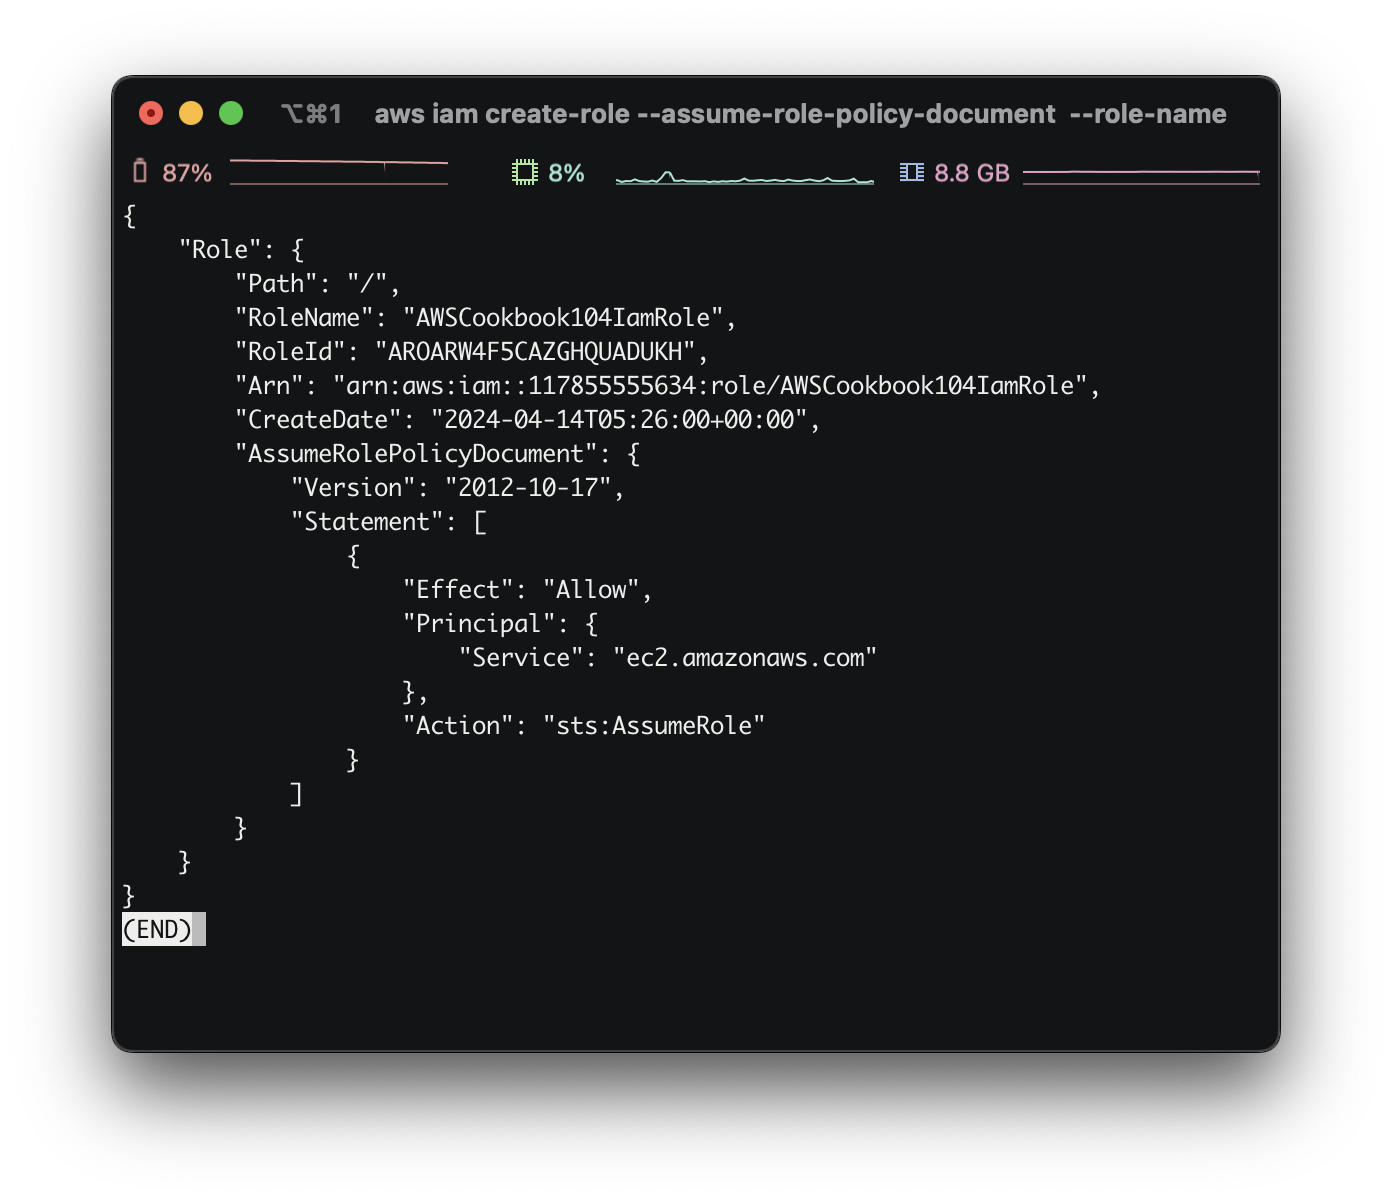 ⌥⌘1 aws iam create-role --assume-role-policy-document --role-name
87% 8% 8.8 GB
{
    "Role": {
        "Path": "/",
        "RoleName": "AWSCookbook104IamRole",
        "RoleId": "AROARW4F5CAZGHQUADUKH",
        "Arn": "arn:aws:iam::117855555634:role/AWSCookbook104IamRole",
        "CreateDate": "2024-04-14T05:26:00+00:00",
        "AssumeRolePolicyDocument": {
            "Version": "2012-10-17",
            "Statement": [
                {
                    "Effect": "Allow",
                    "Principal": {
                        "Service": "ec2.amazonaws.com"
                    },
                    "Action": "sts:AssumeRole"
                }
            ]
        }
    }
}
(END)